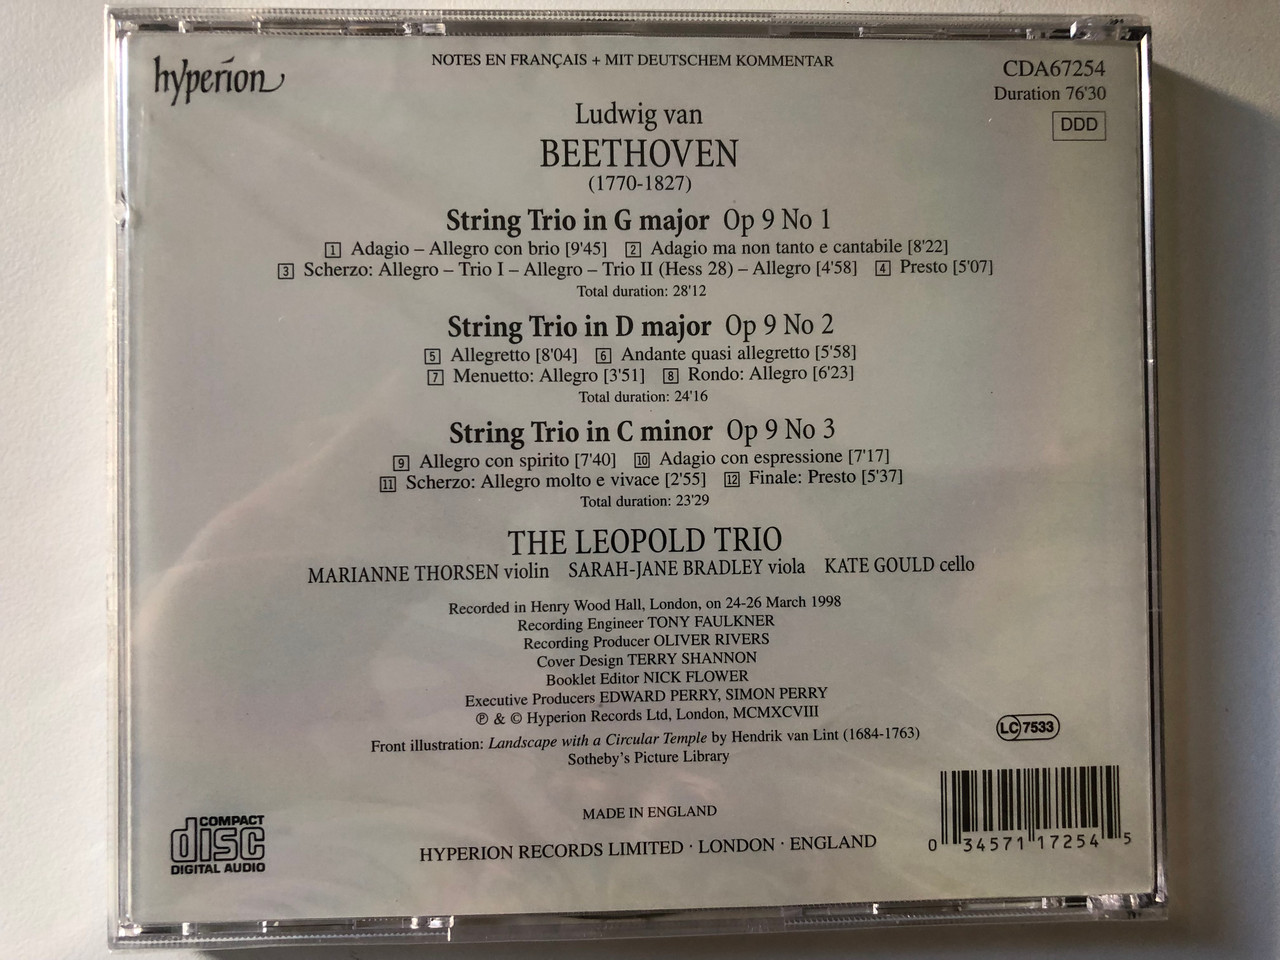 hyperion
NOTES EN FRANÇAIS + MIT DEUTSCHEM KOMMENTAR
CDA67254
Duration 76'30
DDD
Ludwig van
BEETHOVEN
(1770-1827)
String Trio in G major Op 9 No 1
1 Adagio – Allegro con brio [9'45] 2 Adagio ma non tanto e cantabile [8'22]
3 Scherzo: Allegro – Trio I – Allegro – Trio II (Hess 28) – Allegro [4'58] 4 Presto [5'07]
Total duration: 28'12
String Trio in D major Op 9 No 2
5 Allegretto [8'04] 6 Andante quasi allegretto [5'58]
7 Menuetto: Allegro [3'51] 8 Rondo: Allegro [6'23]
Total duration: 24'16
String Trio in C minor Op 9 No 3
9 Allegro con spirito [7'40] 10 Adagio con espressione [7'17]
11 Scherzo: Allegro molto e vivace [2'55] 12 Finale: Presto [5'37]
Total duration: 23'29
THE LEOPOLD TRIO
MARIANNE THORSEN violin SARAH-JANE BRADLEY viola KATE GOULD cello
Recorded in Henry Wood Hall, London, on 24-26 March 1998
Recording Engineer TONY FAULKNER
Recording Producer OLIVER RIVERS
Cover Design TERRY SHANNON
Booklet Editor NICK FLOWER
Executive Producers EDWARD PERRY, SIMON PERRY
℗ & © Hyperion Records Ltd, London, MCMXCVIII
Front illustration: Landscape with a Circular Temple by Hendrik van Lint (1684-1763)
Sotheby's Picture Library
LC 7533
MADE IN ENGLAND
HYPERION RECORDS LIMITED · LONDON · ENGLAND
COMPACT
disc
DIGITAL AUDIO
0 34571 17254 5